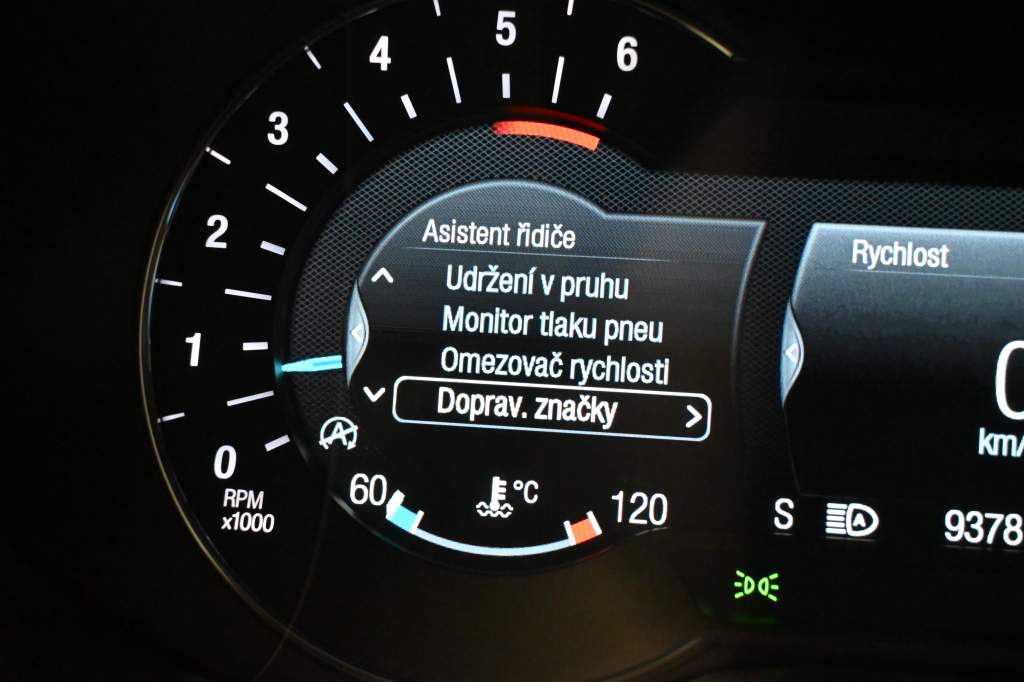 5
4
6
3
2
1
0
RPM
x1000
Asistent řidiče
Udržení v pruhu
Monitor tlaku pneu
Omezovač rychlosti
Doprav. značky
60
°C
120
Rychlost
0
km/
S
A
9378